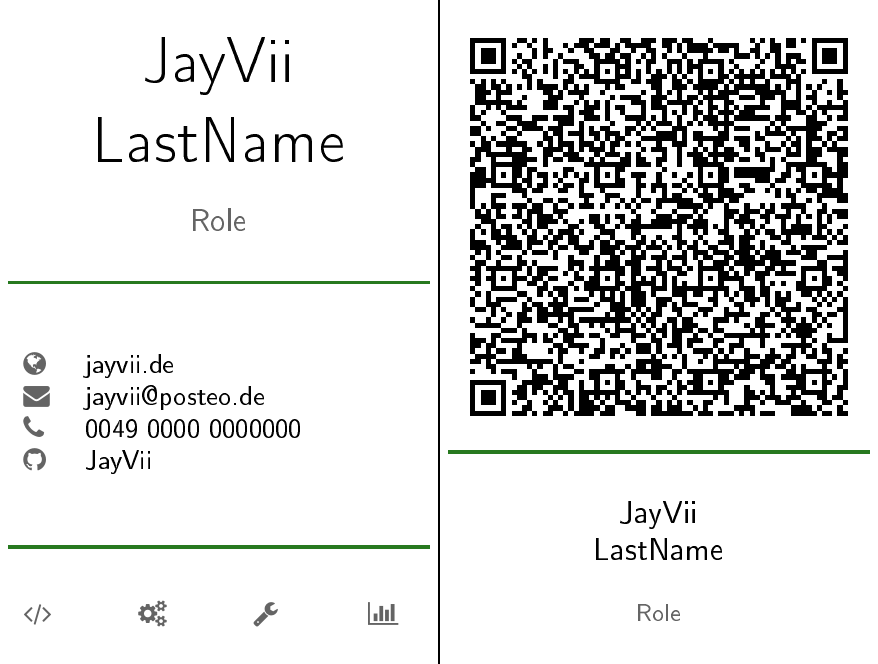 JayVii
LastName
Role
jayvii.de
jayvii@posteo.de
0049 0000 0000000
JayVii
JayVii
LastName
Role